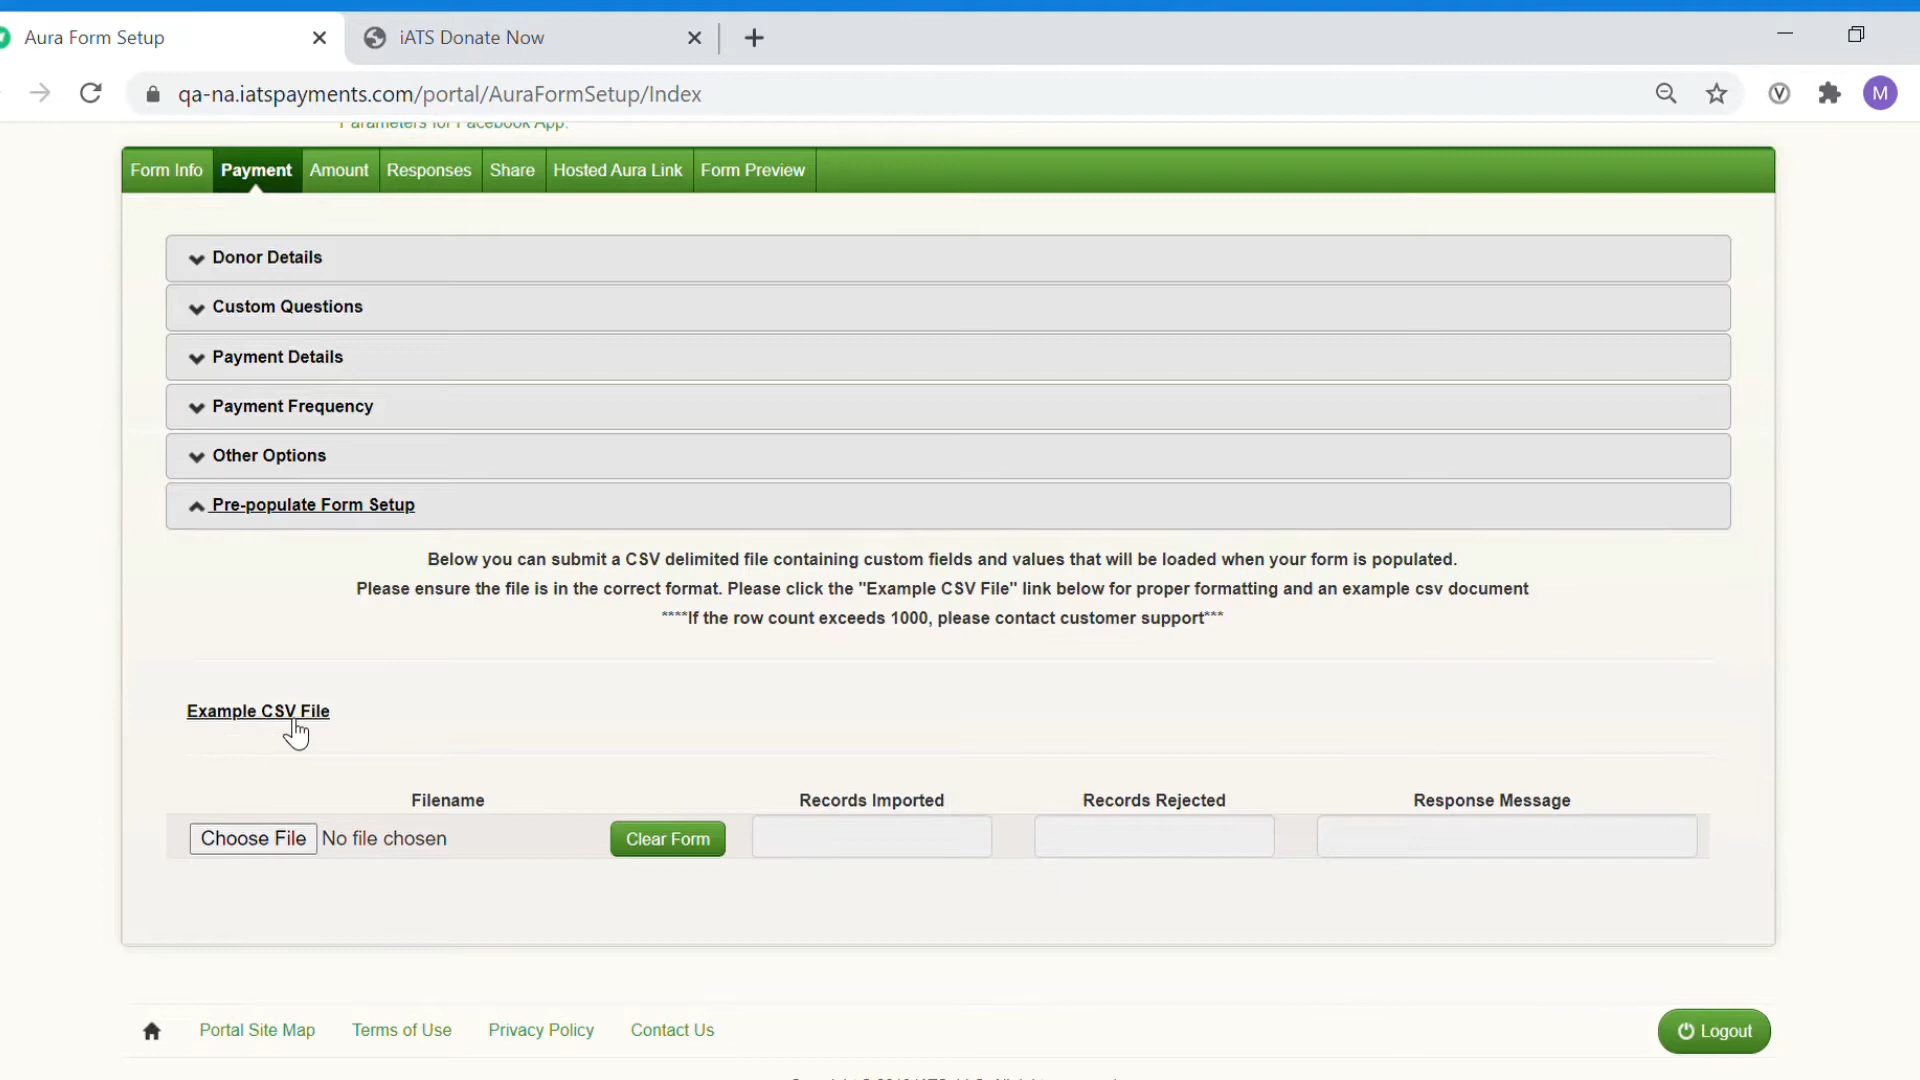 Aura Form Setup
iATS Donate Now
qa-na.iatspayments.com/portal/AuraFormSetup/Index
M
Parameters for Facebook App.
Form Info
Payment
Amount
Responses
Share
Hosted Aura Link
Form Preview
Donor Details
Custom Questions
Payment Details
Payment Frequency
Other Options
Pre-populate Form Setup
Below you can submit a CSV delimited file containing custom fields and values that will be loaded when your form is populated.
Please ensure the file is in the correct format. Please click the "Example CSV File" link below for proper formatting and an example csv document
****If the row count exceeds 1000, please contact customer support***
Example CSV File
Filename
Records Imported
Records Rejected
Response Message
Choose File No file chosen
Clear Form
Portal Site Map
Terms of Use
Privacy Policy
Contact Us
Logout